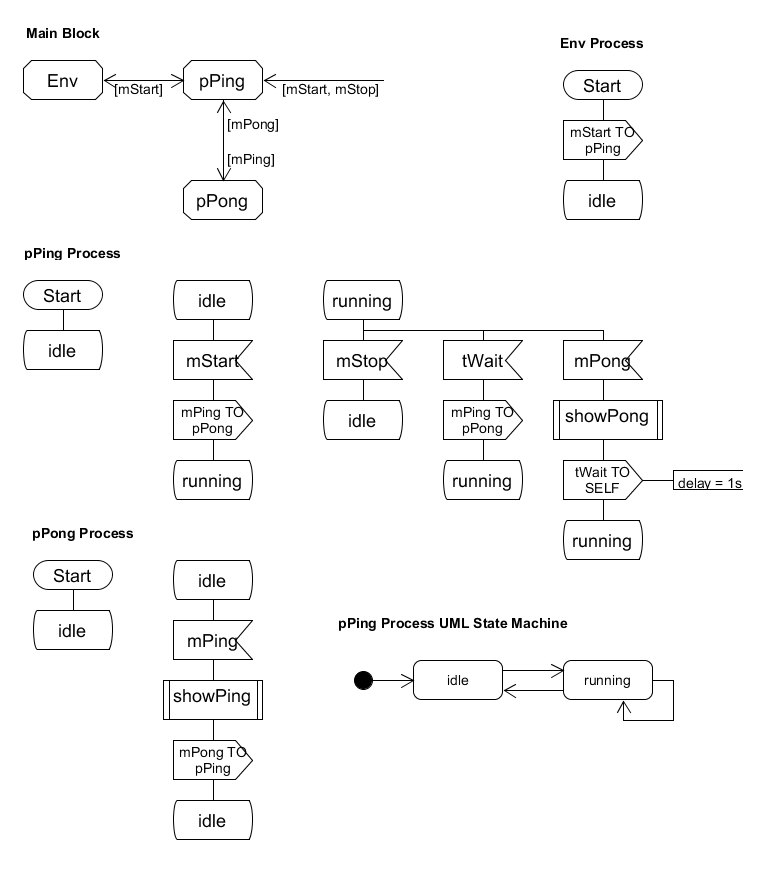 Main Block
Env
[mStart]
pPing
[mStart, mStop]
[mPong]
[mPing]
pPong
Env Process
Start
mStart TO
pPing
idle
pPing Process
Start
idle
idle
mStart
mPing TO
pPong
running
running
mStop
idle
tWait
mPing TO
pPong
running
mPong
showPong
tWait TO
SELF
delay = 1s
running
pPong Process
Start
idle
idle
mPing
showPing
mPong TO
pPing
idle
pPing Process UML State Machine
idle
running